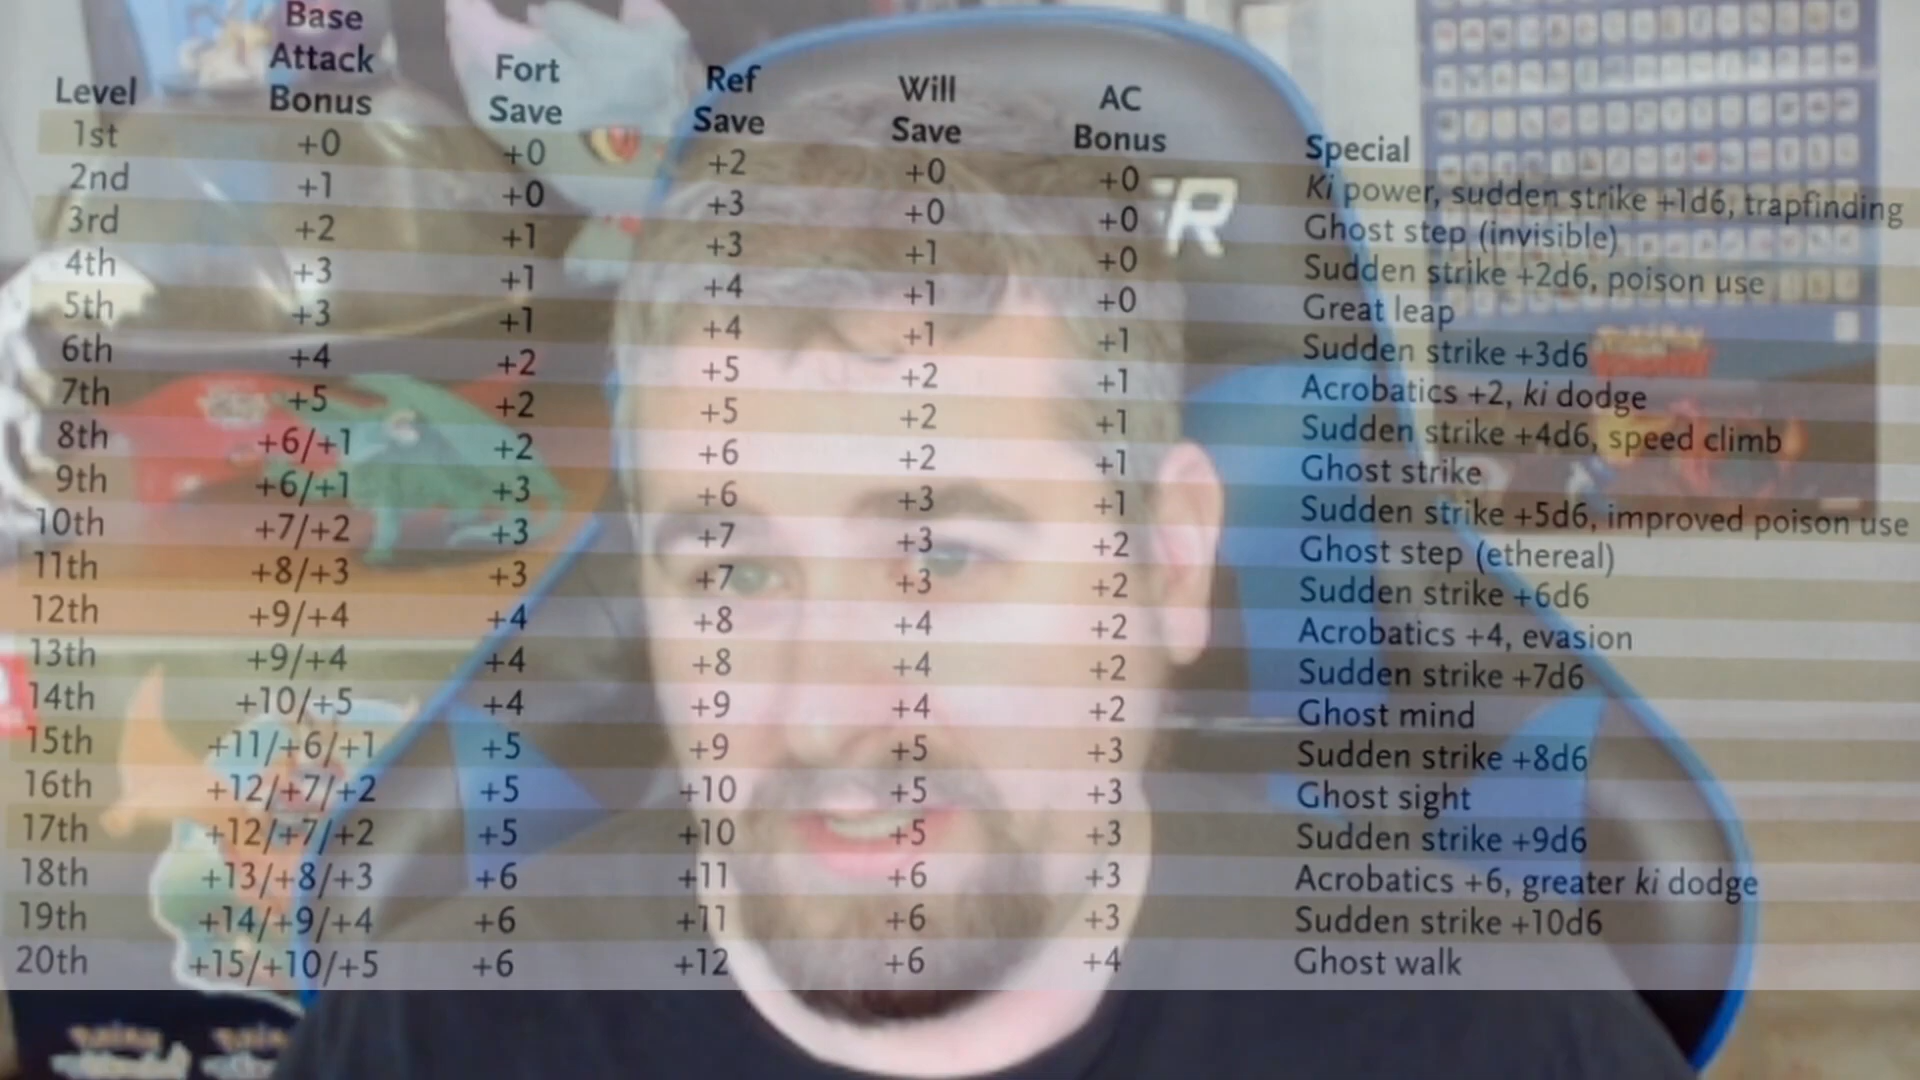 Level Base Attack Bonus Fort Save Ref Save Will Save AC Bonus Special
1st +0 +0 +2 +0 +0 Ki power, sudden strike +1d6, trapfinding
2nd +1 +0 +3 +0 +0 Ghost step (invisible)
3rd +2 +1 +3 +1 +0 Sudden strike +2d6, poison use
4th +3 +1 +4 +1 +0 Great leap
5th +3 +1 +4 +1 +1 Sudden strike +3d6
6th +4 +2 +5 +2 +1 Acrobatics +2, ki dodge
7th +5 +2 +5 +2 +1 Sudden strike +4d6, speed climb
8th +6/+1 +2 +6 +2 +1 Ghost strike
9th +6/+1 +3 +6 +3 +1 Sudden strike +5d6, improved poison use
10th +7/+2 +3 +7 +3 +2 Ghost step (ethereal)
11th +8/+3 +3 +7 +3 +2 Sudden strike +6d6
12th +9/+4 +4 +8 +4 +2 Acrobatics +4, evasion
13th +9/+4 +4 +8 +4 +2 Sudden strike +7d6
14th +10/+5 +4 +9 +4 +2 Ghost mind
15th +11/+6/+1 +5 +9 +5 +3 Sudden strike +8d6
16th +12/+7/+2 +5 +10 +5 +3 Ghost sight
17th +12/+7/+2 +5 +10 +5 +3 Sudden strike +9d6
18th +13/+8/+3 +6 +11 +6 +3 Acrobatics +6, greater ki dodge
19th +14/+9/+4 +6 +11 +6 +3 Sudden strike +10d6
20th +15/+10/+5 +6 +12 +6 +4 Ghost walk